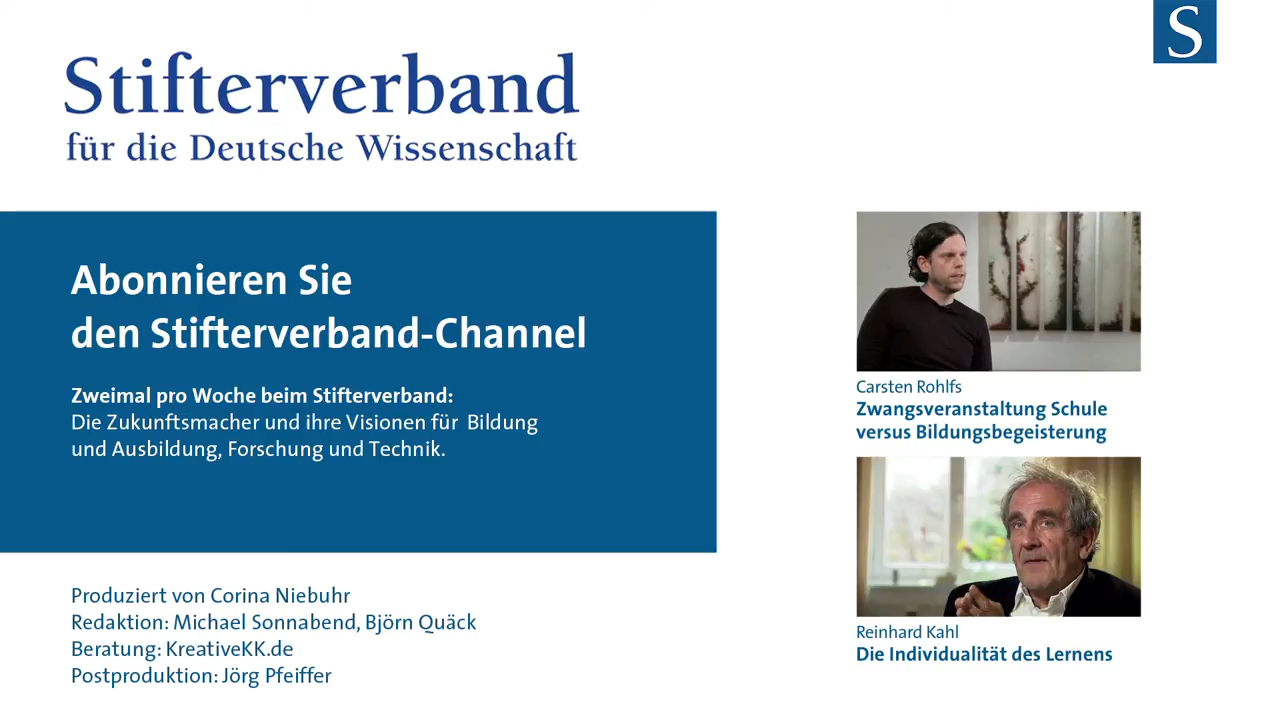 Stifterverband
für die Deutsche Wissenschaft
S
Abonnieren Sie
den Stifterverband-Channel
Zweimal pro Woche beim Stifterverband:
Die Zukunftsmacher und ihre Visionen für Bildung
und Ausbildung, Forschung und Technik.
Produziert von Corina Niebuhr
Redaktion: Michael Sonnabend, Björn Quäck
Beratung: KreativeKK.de
Postproduktion: Jörg Pfeiffer
Carsten Rohlfs
Zwangsveranstaltung Schule
versus Bildungsbegeisterung
Reinhard Kahl
Die Individualität des Lernens